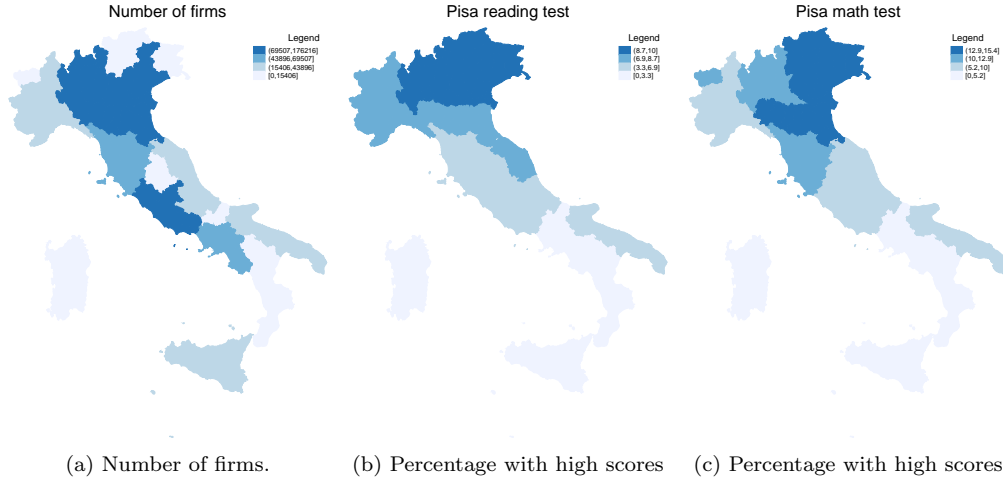 Number of firms
Legend
(69507,176216]
(43896,69507]
(15406,43896]
[0,15406]
Pisa reading test
Legend
(8.7,10]
(6.9,8.7]
(3.3,6.9]
[0,3.3]
Pisa math test
Legend
(12.9,15.4]
(10,12.9]
(5.2,10]
[0,5.2]
(a) Number of firms.
(b) Percentage with high scores
(c) Percentage with high scores